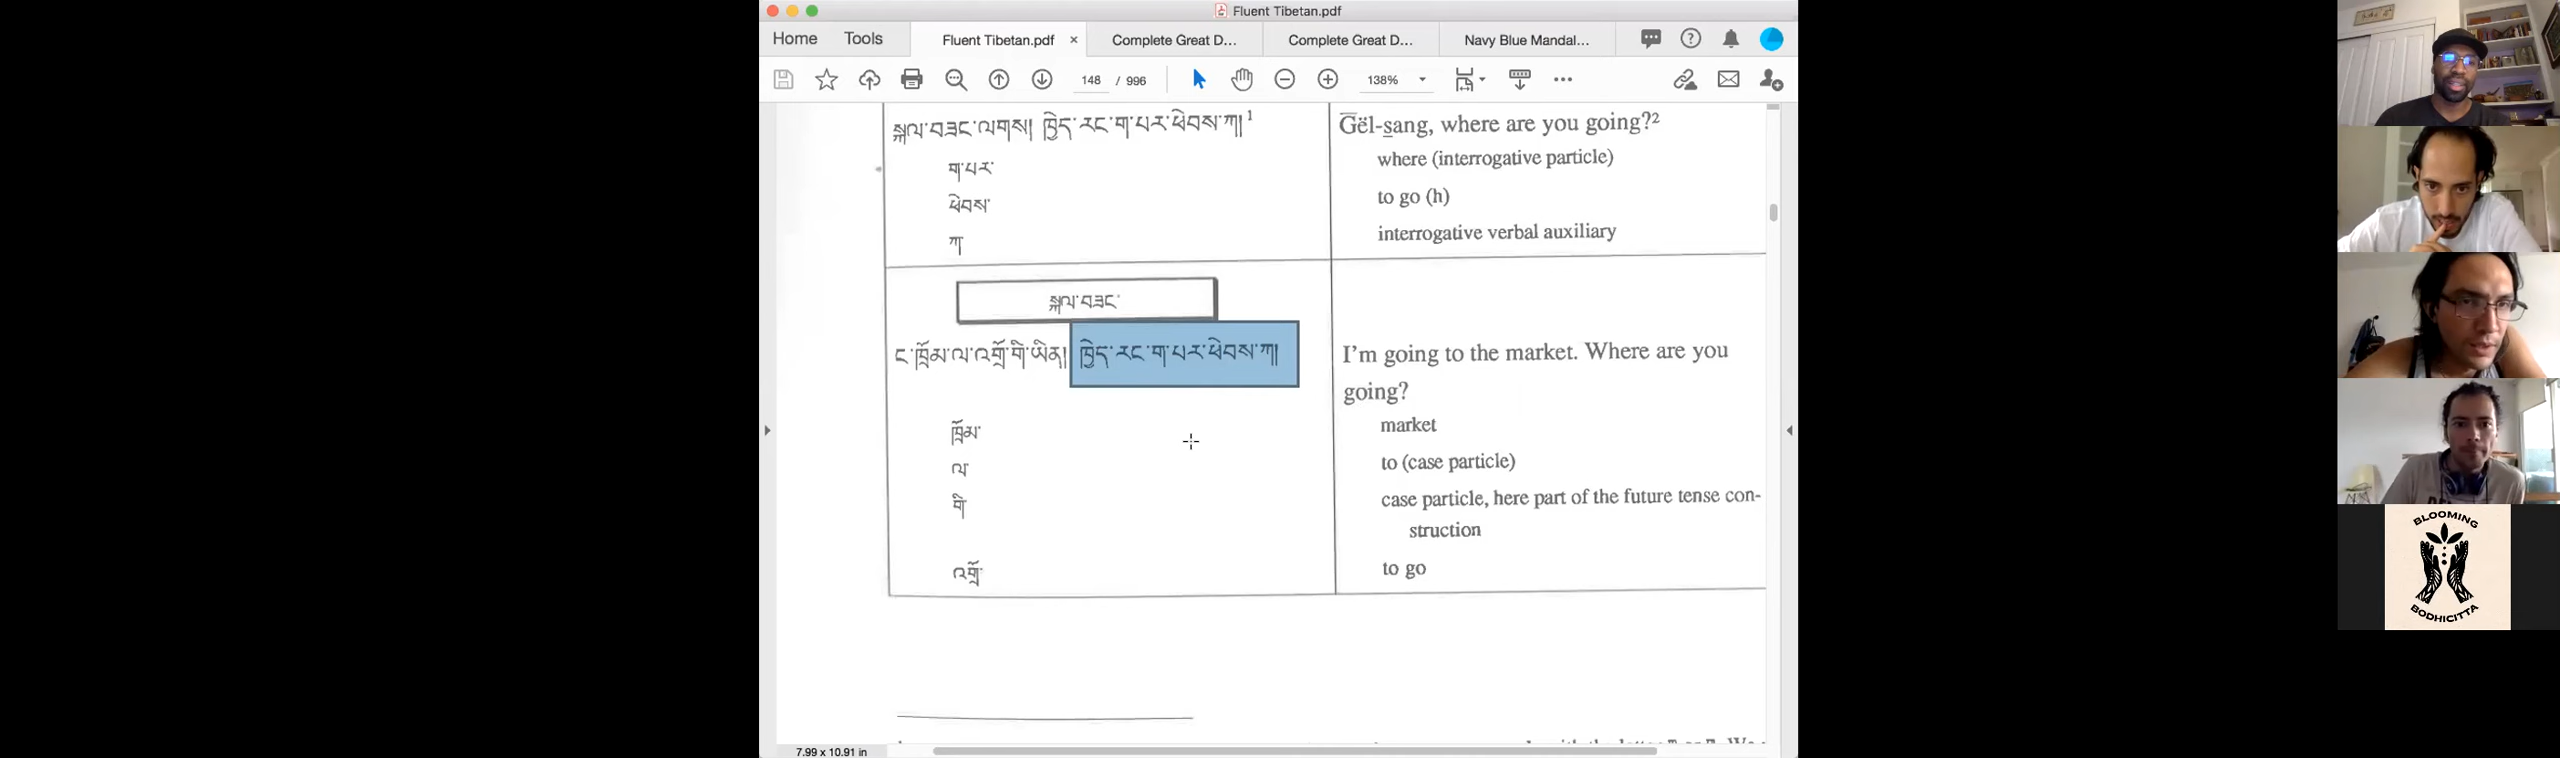 Fluent Tibetan.pdf
Home Tools Fluent Tibetan.pdf × Complete Great D... Complete Great D... Navy Blue Mandal...
148 / 996 138%
སྐལ་བཟང་ལགས། ཁྱེད་རང་ག་པར་ཕེབས་ཀ། 1
Gël-sang, where are you going?2
ག་པར་
where (interrogative particle)
ཕེབས་
to go (h)
ཀ
interrogative verbal auxiliary
སྐལ་བཟང་
ང་ཁྲོམ་ལ་འགྲོ་གི་ཡིན། ཁྱེད་རང་ག་པར་ཕེབས་ཀ།
I'm going to the market. Where are you
going?
ཁྲོམ་
market
ལ་
to (case particle)
གི་
case particle, here part of the future tense con-
struction
འགྲོ་
to go
7.99 x 10.91 in
BLOOMING
BODHICITTA